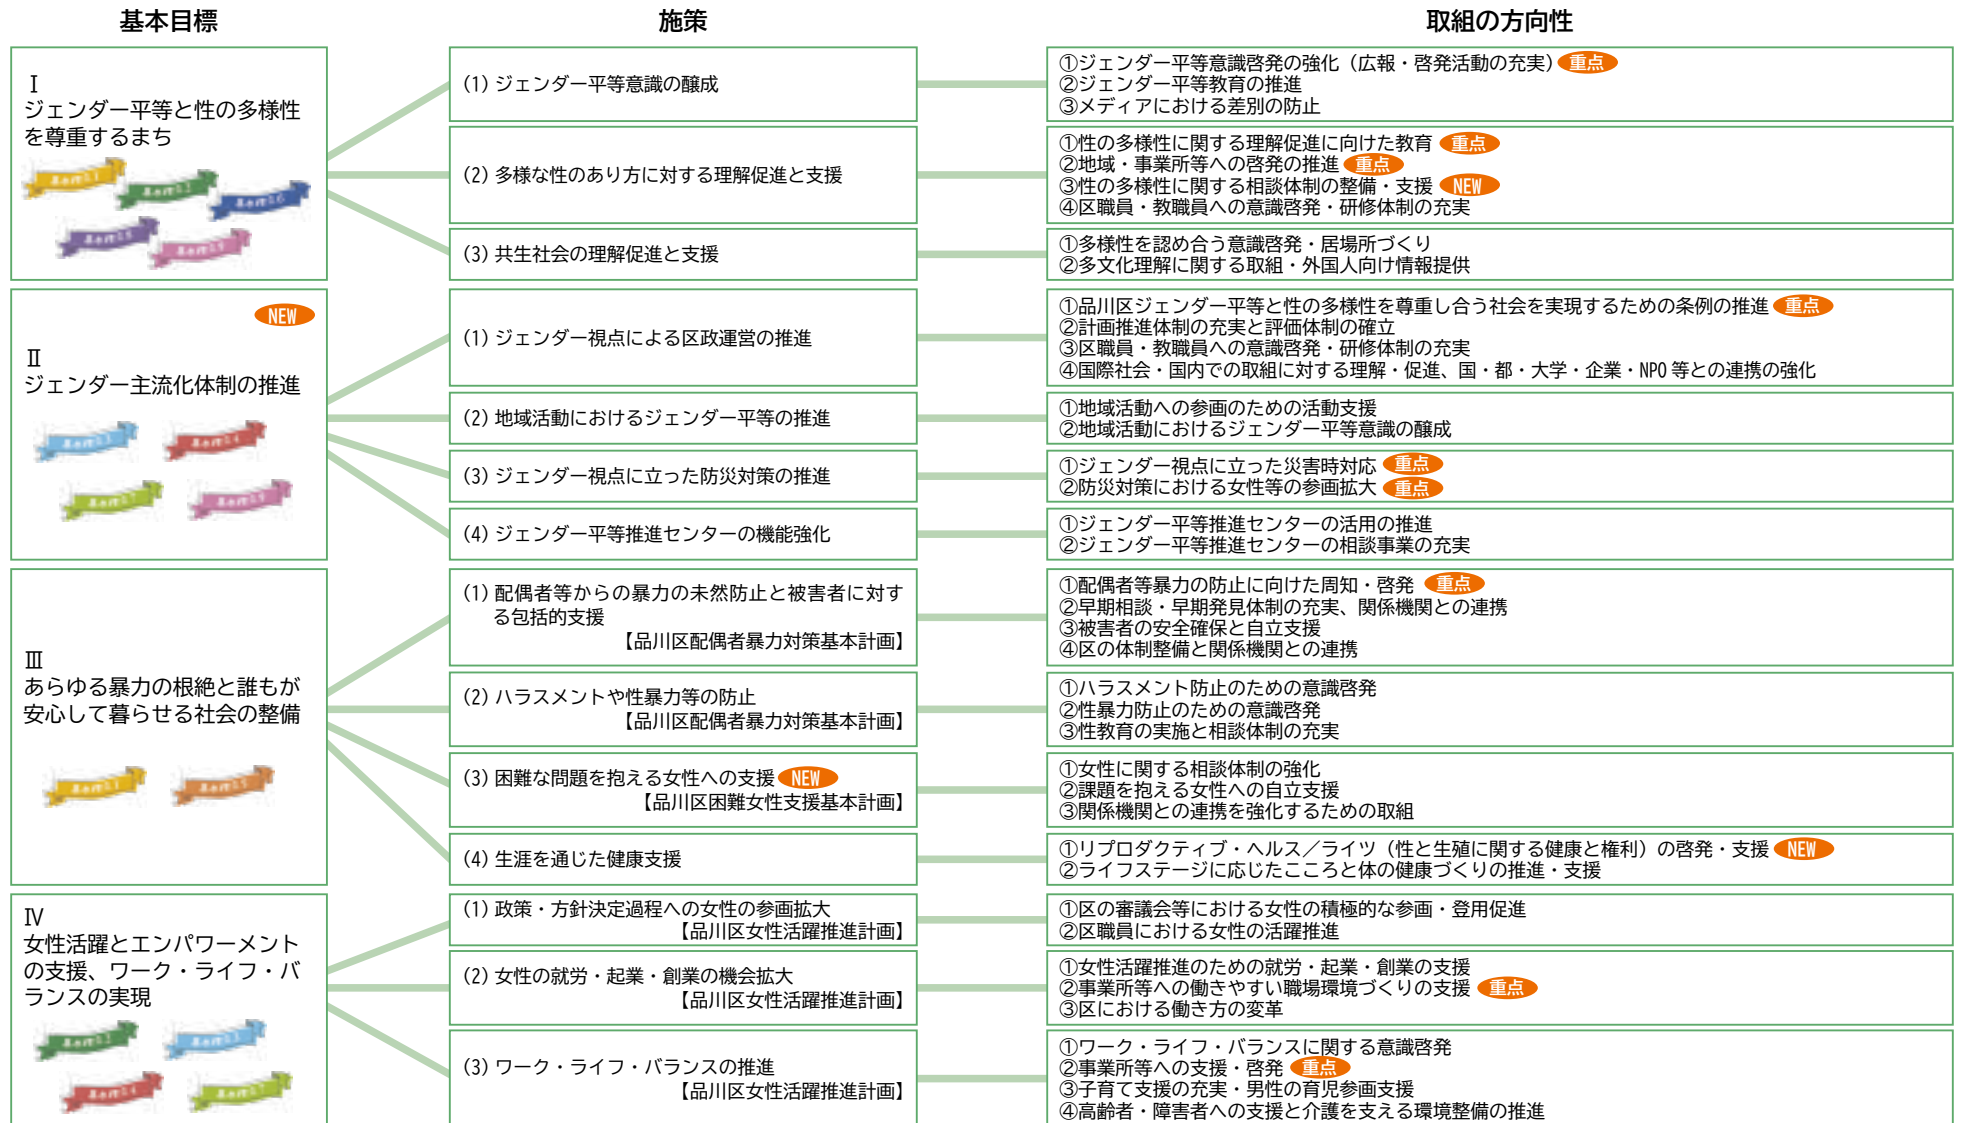 基本目標
施策
取組の方向性
Ⅰ
ジェンダー平等と性の多様性
を尊重するまち
(1) ジェンダー平等意識の醸成
①ジェンダー平等意識啓発の強化（広報・啓発活動の充実） 重点
②ジェンダー平等教育の推進
③メディアにおける差別の防止
(2) 多様な性のあり方に対する理解促進と支援
①性の多様性に関する理解促進に向けた教育 重点
②地域・事業所等への啓発の推進 重点
③性の多様性に関する相談体制の整備・支援 NEW
④区職員・教職員への意識啓発・研修体制の充実
(3) 共生社会の理解促進と支援
①多様性を認め合う意識啓発・居場所づくり
②多文化理解に関する取組・外国人向け情報提供
NEW
Ⅱ
ジェンダー主流化体制の推進
(1) ジェンダー視点による区政運営の推進
①品川区ジェンダー平等と性の多様性を尊重し合う社会を実現するための条例の推進 重点
②計画推進体制の充実と評価体制の確立
③区職員・教職員への意識啓発・研修体制の充実
④国際社会・国内での取組に対する理解・促進、国・都・大学・企業・NPO 等との連携の強化
(2) 地域活動におけるジェンダー平等の推進
①地域活動への参画のための活動支援
②地域活動におけるジェンダー平等意識の醸成
(3) ジェンダー視点に立った防災対策の推進
①ジェンダー視点に立った災害時対応 重点
②防災対策における女性等の参画拡大 重点
(4) ジェンダー平等推進センターの機能強化
①ジェンダー平等推進センターの活用の推進
②ジェンダー平等推進センターの相談事業の充実
Ⅲ
あらゆる暴力の根絶と誰もが
安心して暮らせる社会の整備
(1) 配偶者等からの暴力の未然防止と被害者に対す
る包括的支援
【品川区配偶者暴力対策基本計画】
①配偶者等暴力の防止に向けた周知・啓発 重点
②早期相談・早期発見体制の充実、関係機関との連携
③被害者の安全確保と自立支援
④区の体制整備と関係機関との連携
(2) ハラスメントや性暴力等の防止
【品川区配偶者暴力対策基本計画】
①ハラスメント防止のための意識啓発
②性暴力防止のための意識啓発
③性教育の実施と相談体制の充実
(3) 困難な問題を抱える女性への支援 NEW
【品川区困難女性支援基本計画】
①女性に関する相談体制の強化
②課題を抱える女性への自立支援
③関係機関との連携を強化するための取組
(4) 生涯を通じた健康支援
①リプロダクティブ・ヘルス／ライツ（性と生殖に関する健康と権利）の啓発・支援 NEW
②ライフステージに応じたこころと体の健康づくりの推進・支援
Ⅳ
女性活躍とエンパワーメント
の支援、ワーク・ライフ・バ
ランスの実現
(1) 政策・方針決定過程への女性の参画拡大
【品川区女性活躍推進計画】
①区の審議会等における女性の積極的な参画・登用促進
②区職員における女性の活躍推進
(2) 女性の就労・起業・創業の機会拡大
【品川区女性活躍推進計画】
①女性活躍推進のための就労・起業・創業の支援
②事業所等への働きやすい職場環境づくりの支援 重点
③区における働き方の変革
(3) ワーク・ライフ・バランスの推進
【品川区女性活躍推進計画】
①ワーク・ライフ・バランスに関する意識啓発
②事業所等への支援・啓発 重点
③子育て支援の充実・男性の育児参画支援
④高齢者・障害者への支援と介護を支える環境整備の推進